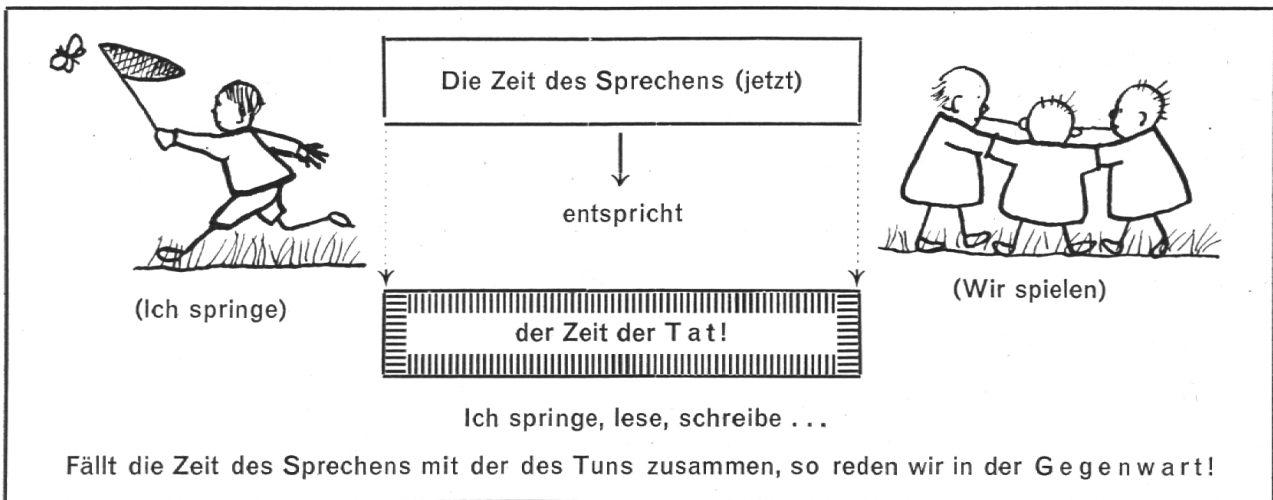 Die Zeit des Sprechens (jetzt)
entspricht
(Ich springe)
(Wir spielen)
der Zeit der Tat!
Ich springe, lese, schreibe ...
Fällt die Zeit des Sprechens mit der des Tuns zusammen, so reden wir in der Gegenwart!